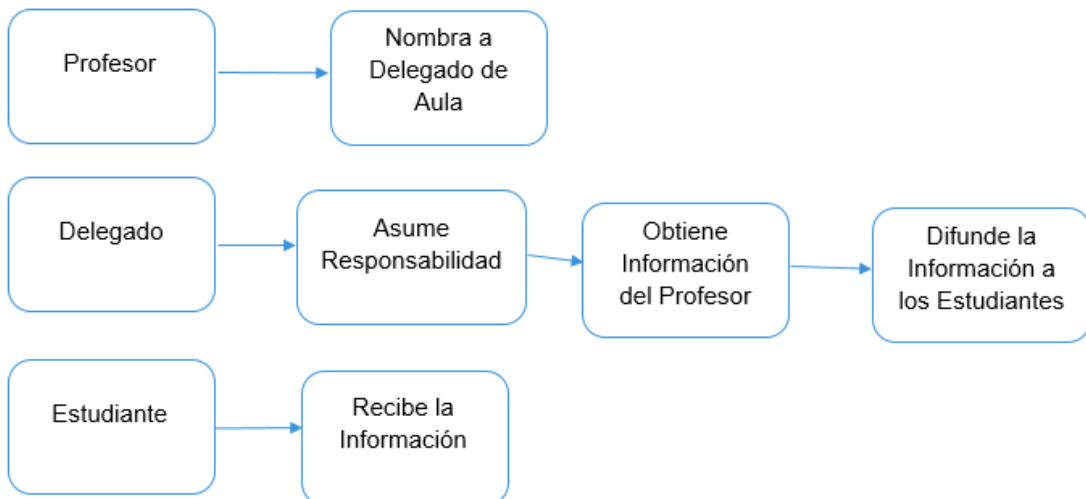 Profesor
Nombra a
Delegado de
Aula
Delegado
Asume
Responsabilidad
Obtiene
Información
del Profesor
Difunde la
Información a
los Estudiantes
Estudiante
Recibe la
Información